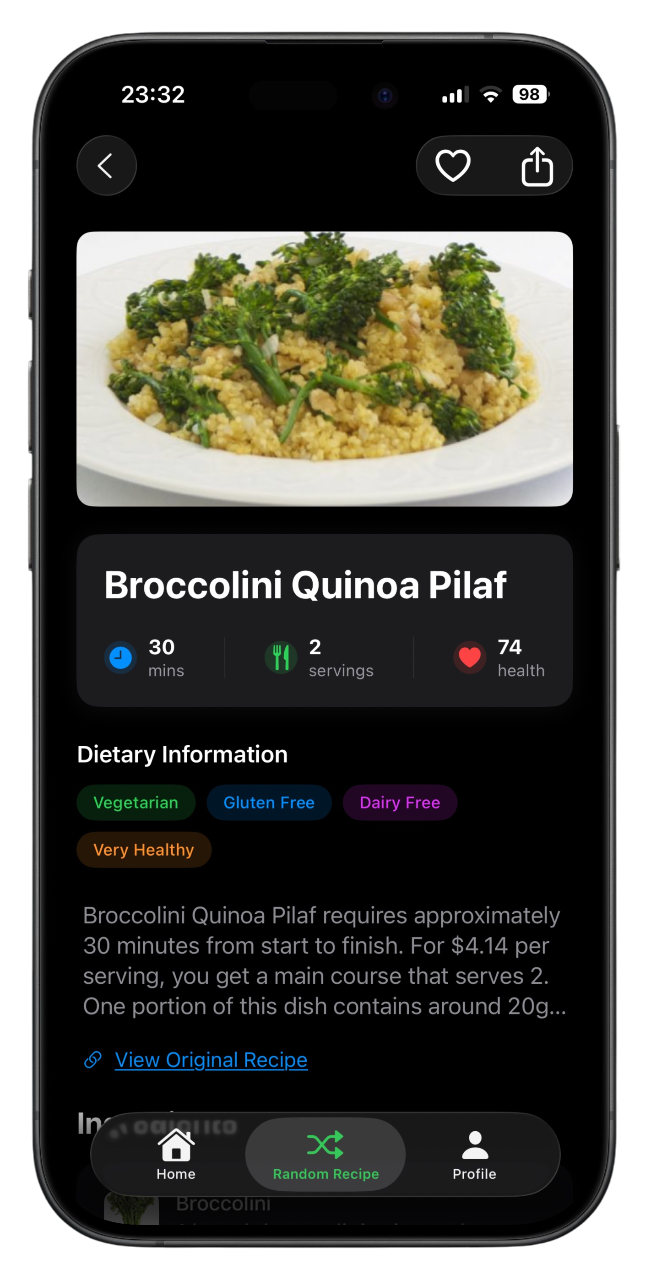 23:32
98
Broccolini Quinoa Pilaf
30
mins
2
servings
74
health
Dietary Information
Vegetarian
Gluten Free
Dairy Free
Very Healthy
Broccolini Quinoa Pilaf requires approximately
30 minutes from start to finish. For $4.14 per
serving, you get a main course that serves 2.
One portion of this dish contains around 20g...
View Original Recipe
Ingredients
Home
Random Recipe
Profile
Broccolini